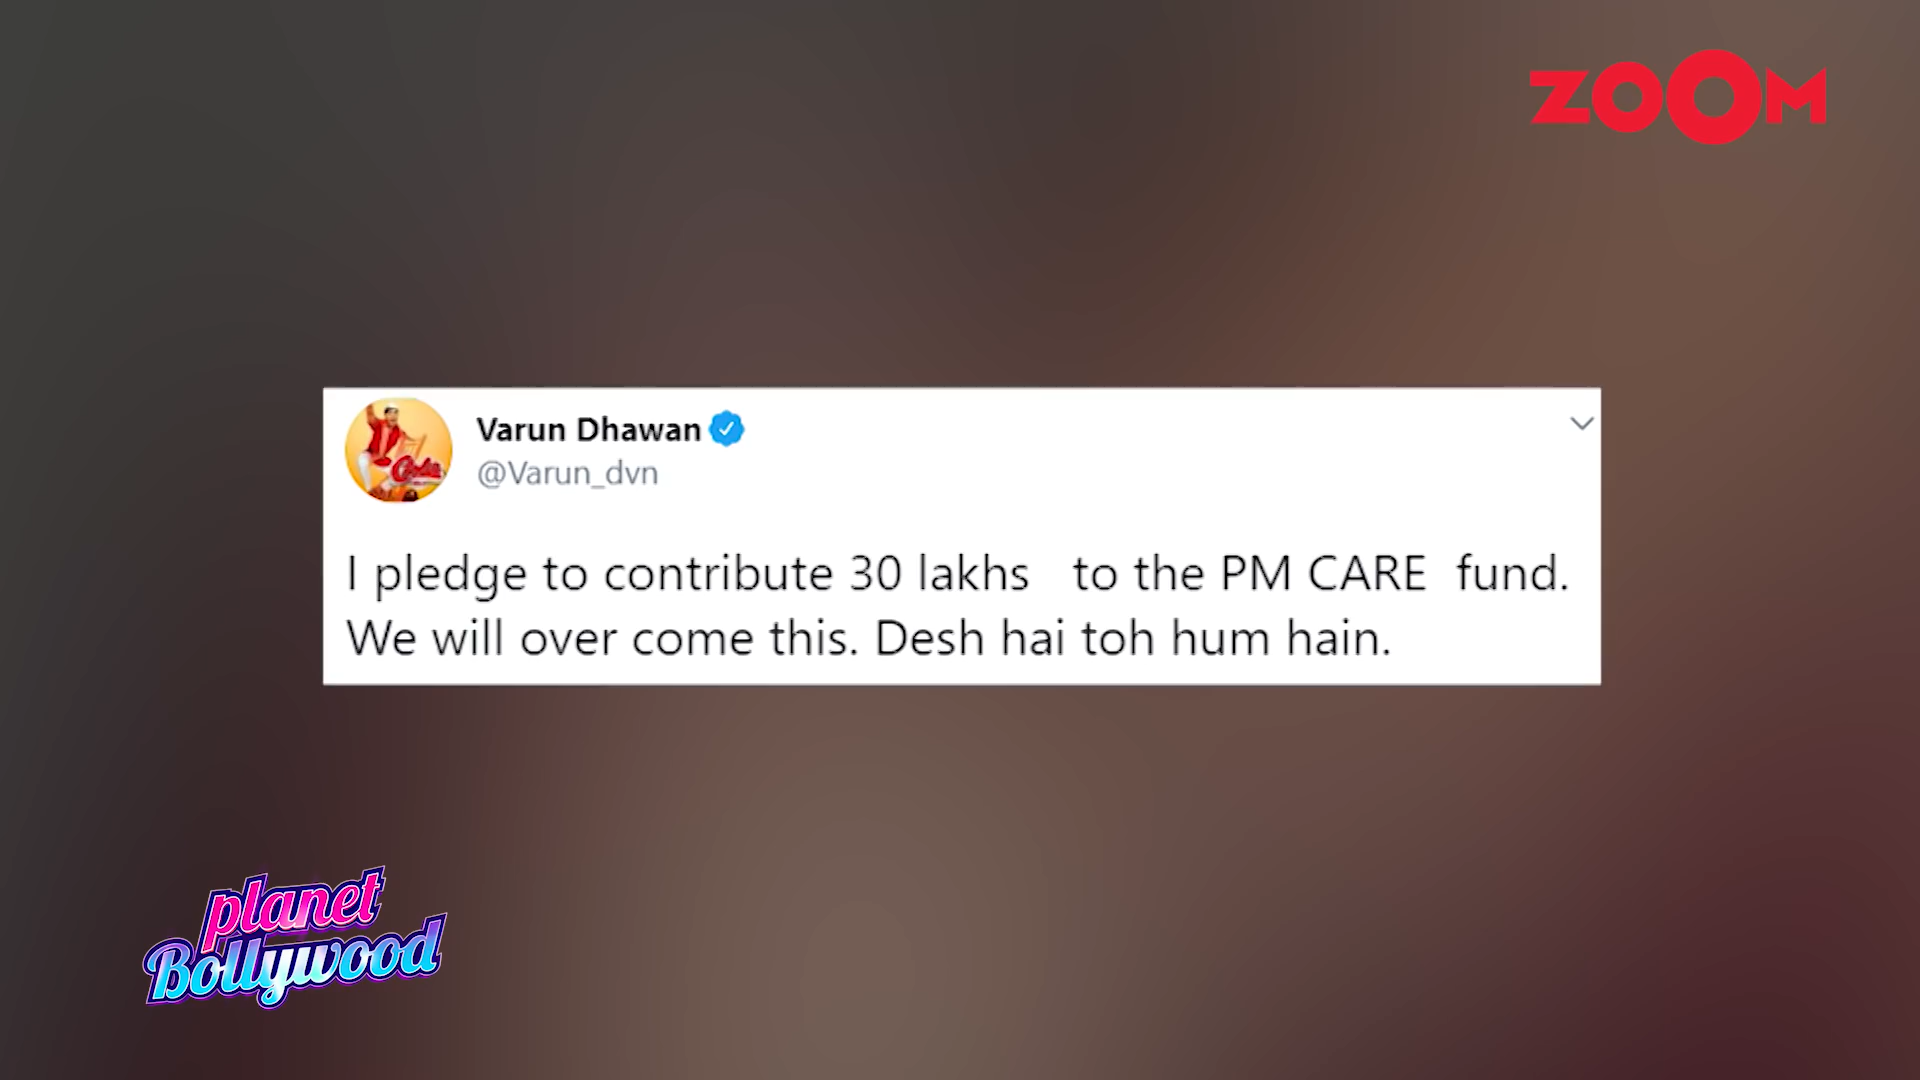 ZOOM
Varun Dhawan
@Varun_dvn
I pledge to contribute 30 lakhs to the PM CARE fund.
We will over come this. Desh hai toh hum hain.
planet
Bollywood